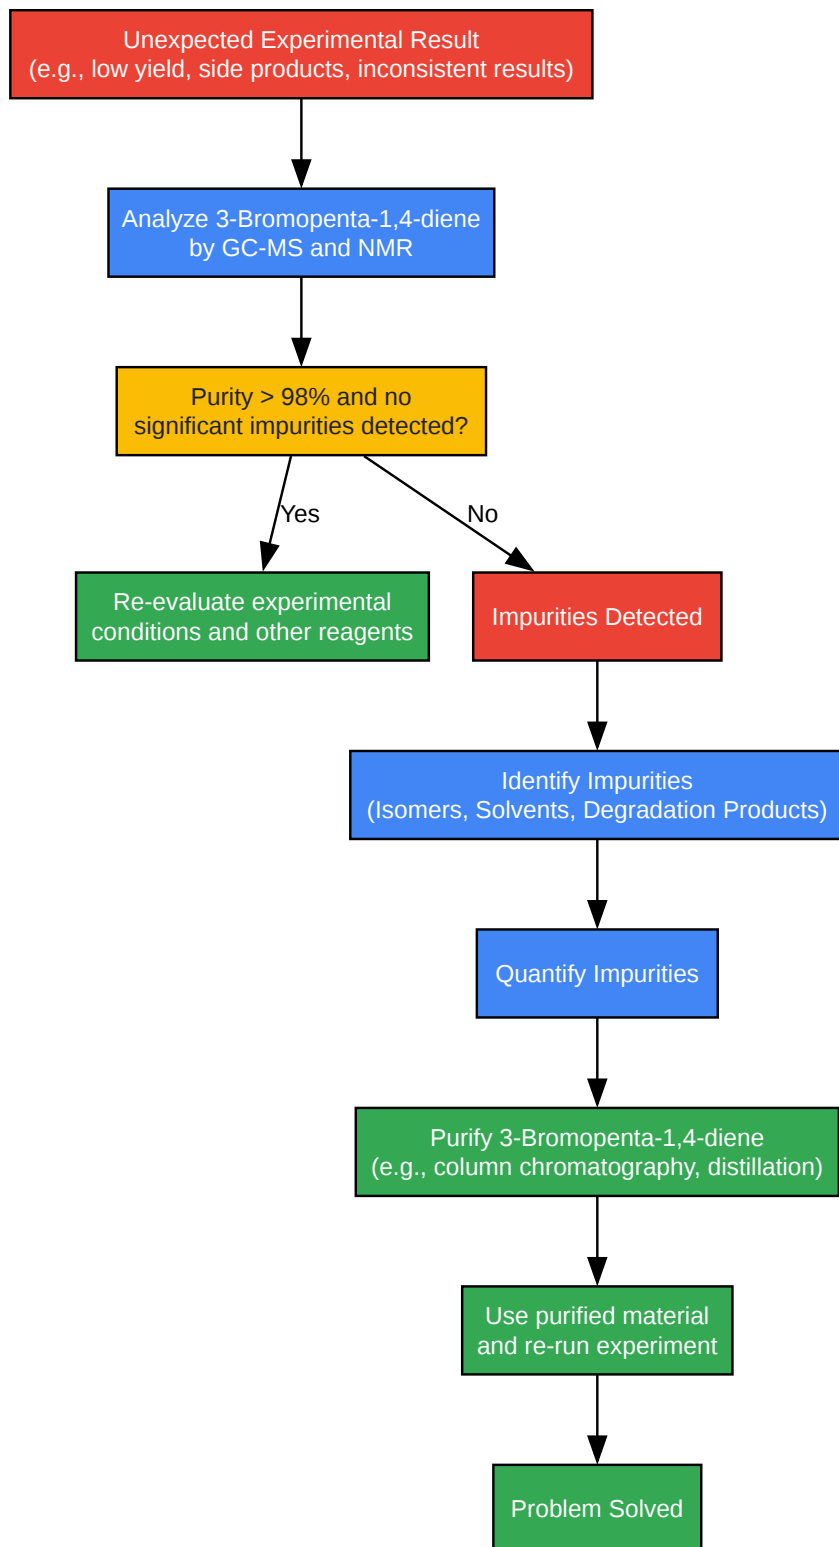 Unexpected Experimental Result
(e.g., low yield, side products, inconsistent results)
Analyze 3-Bromopenta-1,4-diene
by GC-MS and NMR
Purity > 98% and no
significant impurities detected?
Yes
No
Re-evaluate experimental
conditions and other reagents
Impurities Detected
Identify Impurities
(Isomers, Solvents, Degradation Products)
Quantify Impurities
Purify 3-Bromopenta-1,4-diene
(e.g., column chromatography, distillation)
Use purified material
and re-run experiment
Problem Solved